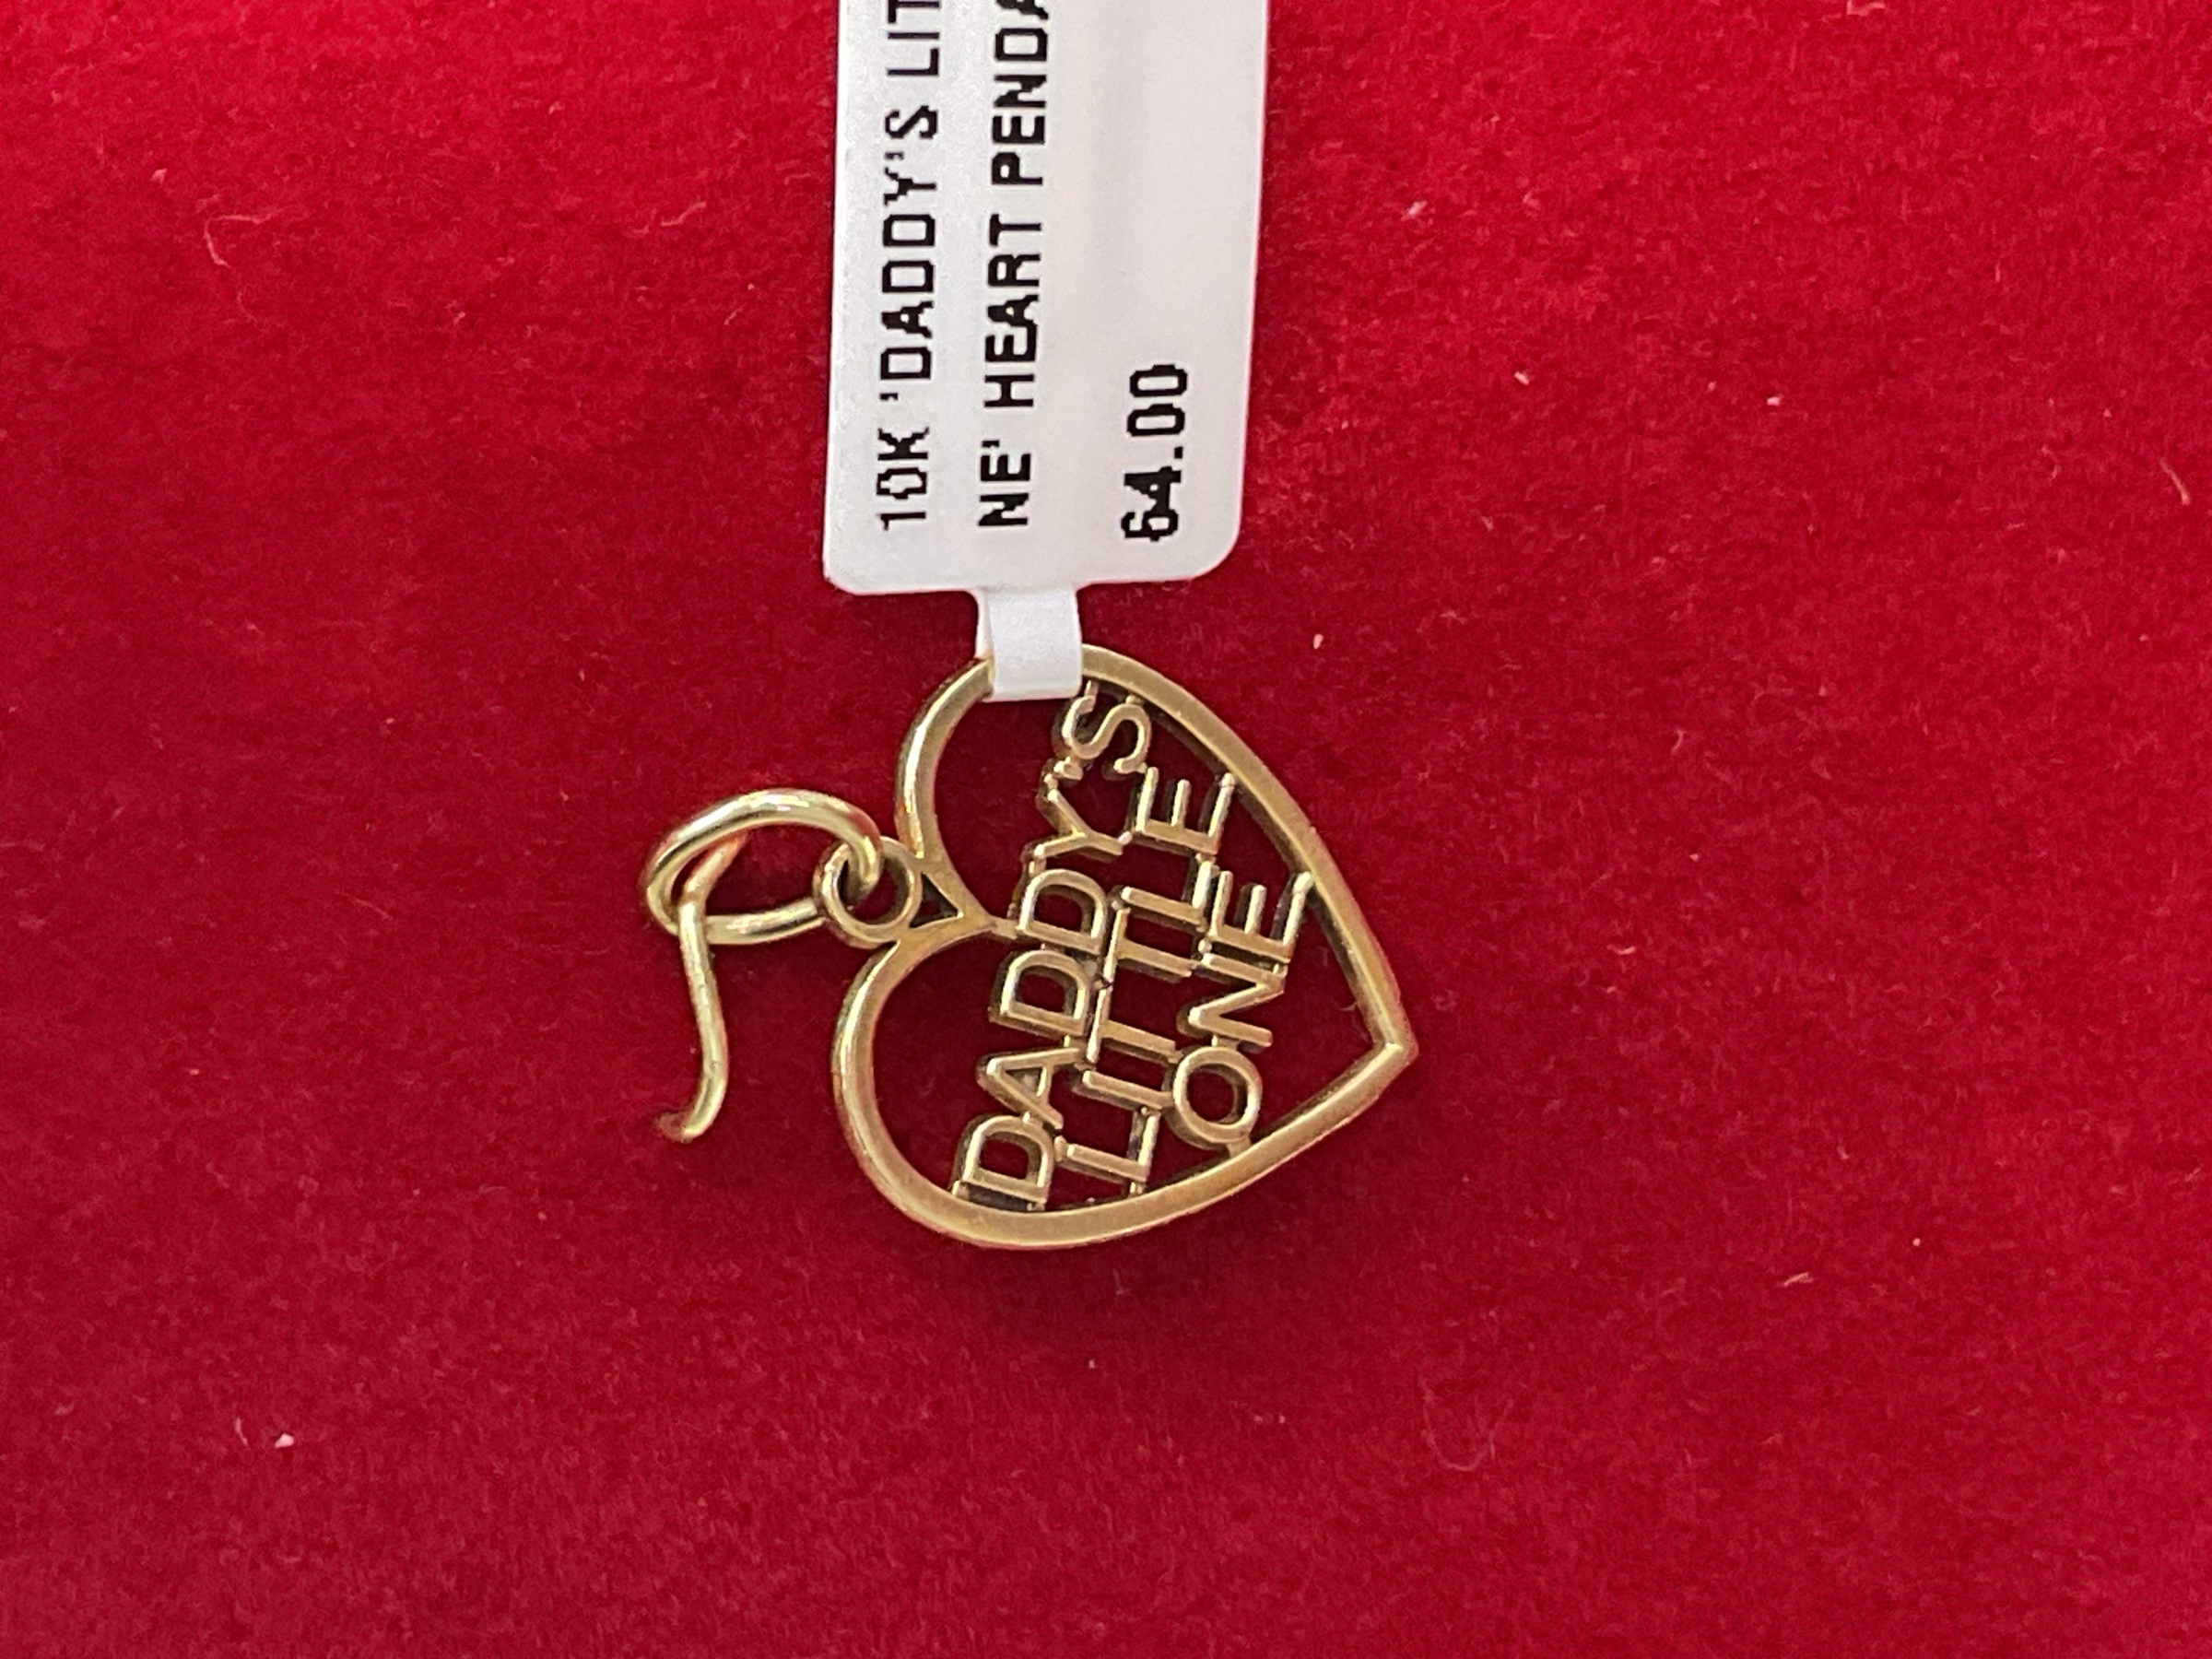 10K 'DADDY'S LIT
NE' HEART PENDA
64.00
DADDY'S
LITTLE
ONE